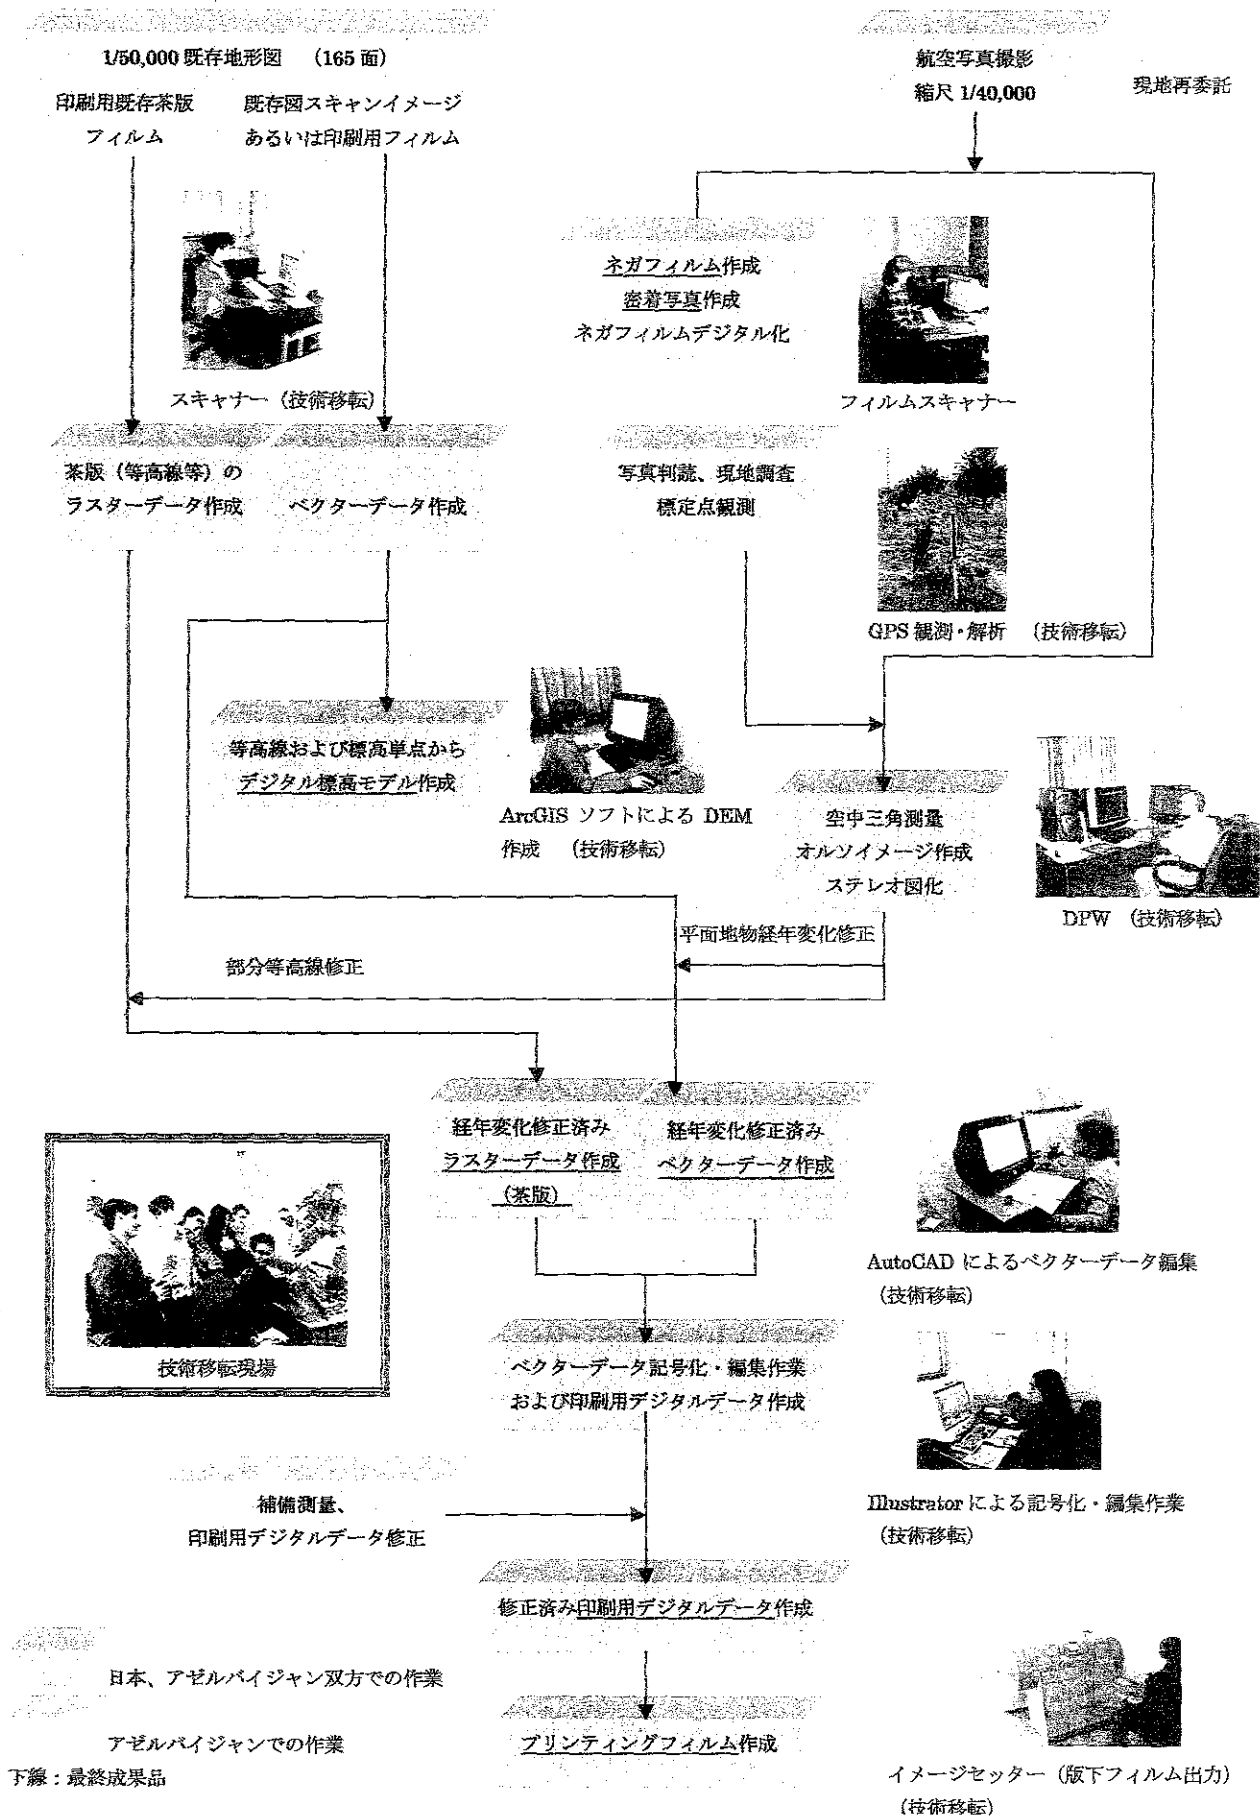 1/50,000 既存地形図 （165 面）
印刷用既存茶版
フィルム
既存図スキャンイメージ
あるいは印刷用フィルム
航空写真撮影
縮尺 1/40,000
現地再委託
ネガフィルム作成
密着写真作成
ネガフィルムデジタル化
スキャナー（技術移転）
フィルムスキャナー
茶版（等高線等）の
ラスターデータ作成
ベクターデータ作成
写真判読、現地調査
標定点観測
GPS 観測・解析 （技術移転）
等高線および標高単点から
デジタル標高モデル作成
ArcGIS ソフトによる DEM
作成 （技術移転）
空中三角測量
オルソイメージ作成
ステレオ図化
DPW （技術移転）
平面地物経年変化修正
部分等高線修正
経年変化修正済み
ラスターデータ作成
（茶版）
経年変化修正済み
ベクターデータ作成
AutoCAD によるベクターデータ編集
（技術移転）
技術移転現場
ベクターデータ記号化・編集作業
および印刷用デジタルデータ作成
Illustrator による記号化・編集作業
（技術移転）
補備測量、
印刷用デジタルデータ修正
修正済み印刷用デジタルデータ作成
日本、アゼルバイジャン双方での作業
アゼルバイジャンでの作業
下線：最終成果品
プリンティングフィルム作成
イメージセッター（版下フィルム出力）
（技術移転）